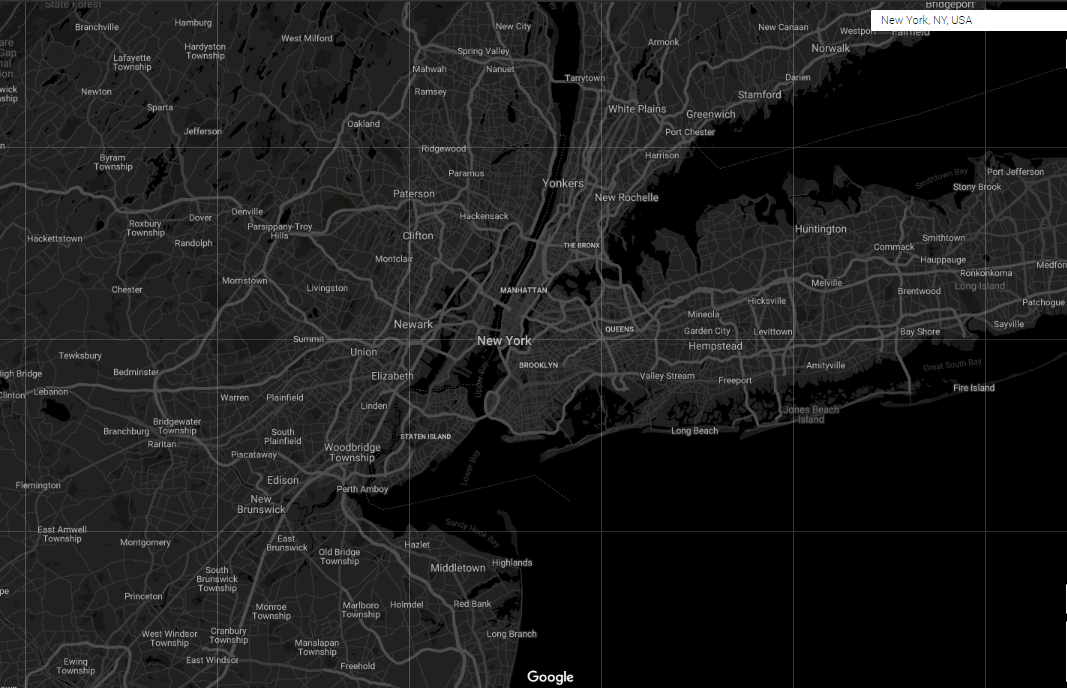 State Forest
Bridgeport
New York, NY, USA
Branchville
Hamburg
New City
New Canaan
Westport
Fairfield
West Milford
Armonk
Norwalk
Hardyston
Township
Spring Valley
Lafayette
Township
Mahwah
Nanuet
Tarrytown
Darien
Newton
Ramsey
Stamford
Sparta
White Plains
Greenwich
Jefferson
Oakland
Port Chester
Byram
Township
Ridgewood
Harrison
Paramus
Smithtown Bay
Port Jefferson
Stony Brook
Yonkers
Paterson
New Rochelle
Denville
Dover
Hackensack
Roxbury
Township
Parsippany-Troy
Hills
Huntington
Hackettstown
Randolph
Clifton
THE BRONX
Commack
Smithtown
Montclair
Hauppauge
Ronkonkoma
Morristown
Melville
Chester
Livingston
MANHATTAN
Brentwood
Long Island
Hicksville
Patchogue
Mineola
Newark
QUEENS
Garden City
Levittown
Bay Shore
Sayville
Summit
New York
Hempstead
Union
Tewksbury
BROOKLYN
Amityville
Great South Bay
High Bridge
Bedminster
Elizabeth
Upper Bay
Valley Stream
Freeport
Fire Island
Clinton
Lebanon
Warren
Plainfield
Linden
Jones Beach
Island
Branchburg
Bridgewater
Township
South
Plainfield
STATEN ISLAND
Long Beach
Raritan
Piscataway
Woodbridge
Township
Lower Bay
Flemington
Edison
Perth Amboy
New
Brunswick
East Amwell
Township
Montgomery
East
Brunswick
Sandy Hook Bay
Hazlet
Old Bridge
Township
Middletown
Highlands
South
Brunswick
Township
Princeton
Monroe
Township
Marlboro
Township
Holmdel
Red Bank
West Windsor
Township
Cranbury
Township
Long Branch
Manalapan
Township
Ewing
Township
East Windsor
Freehold
Google